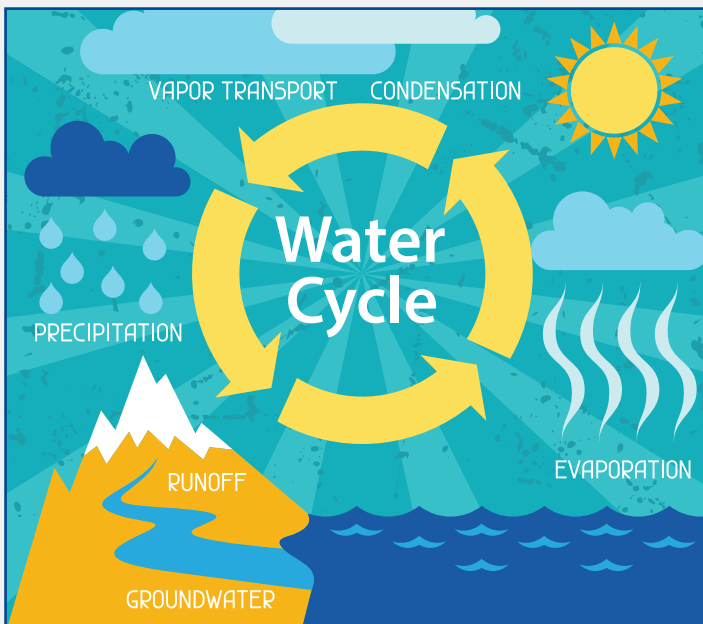 VAPOR TRANSPORT
CONDENSATION
Water
Cycle
PRECIPITATION
EVAPORATION
RUNOFF
GROUNDWATER